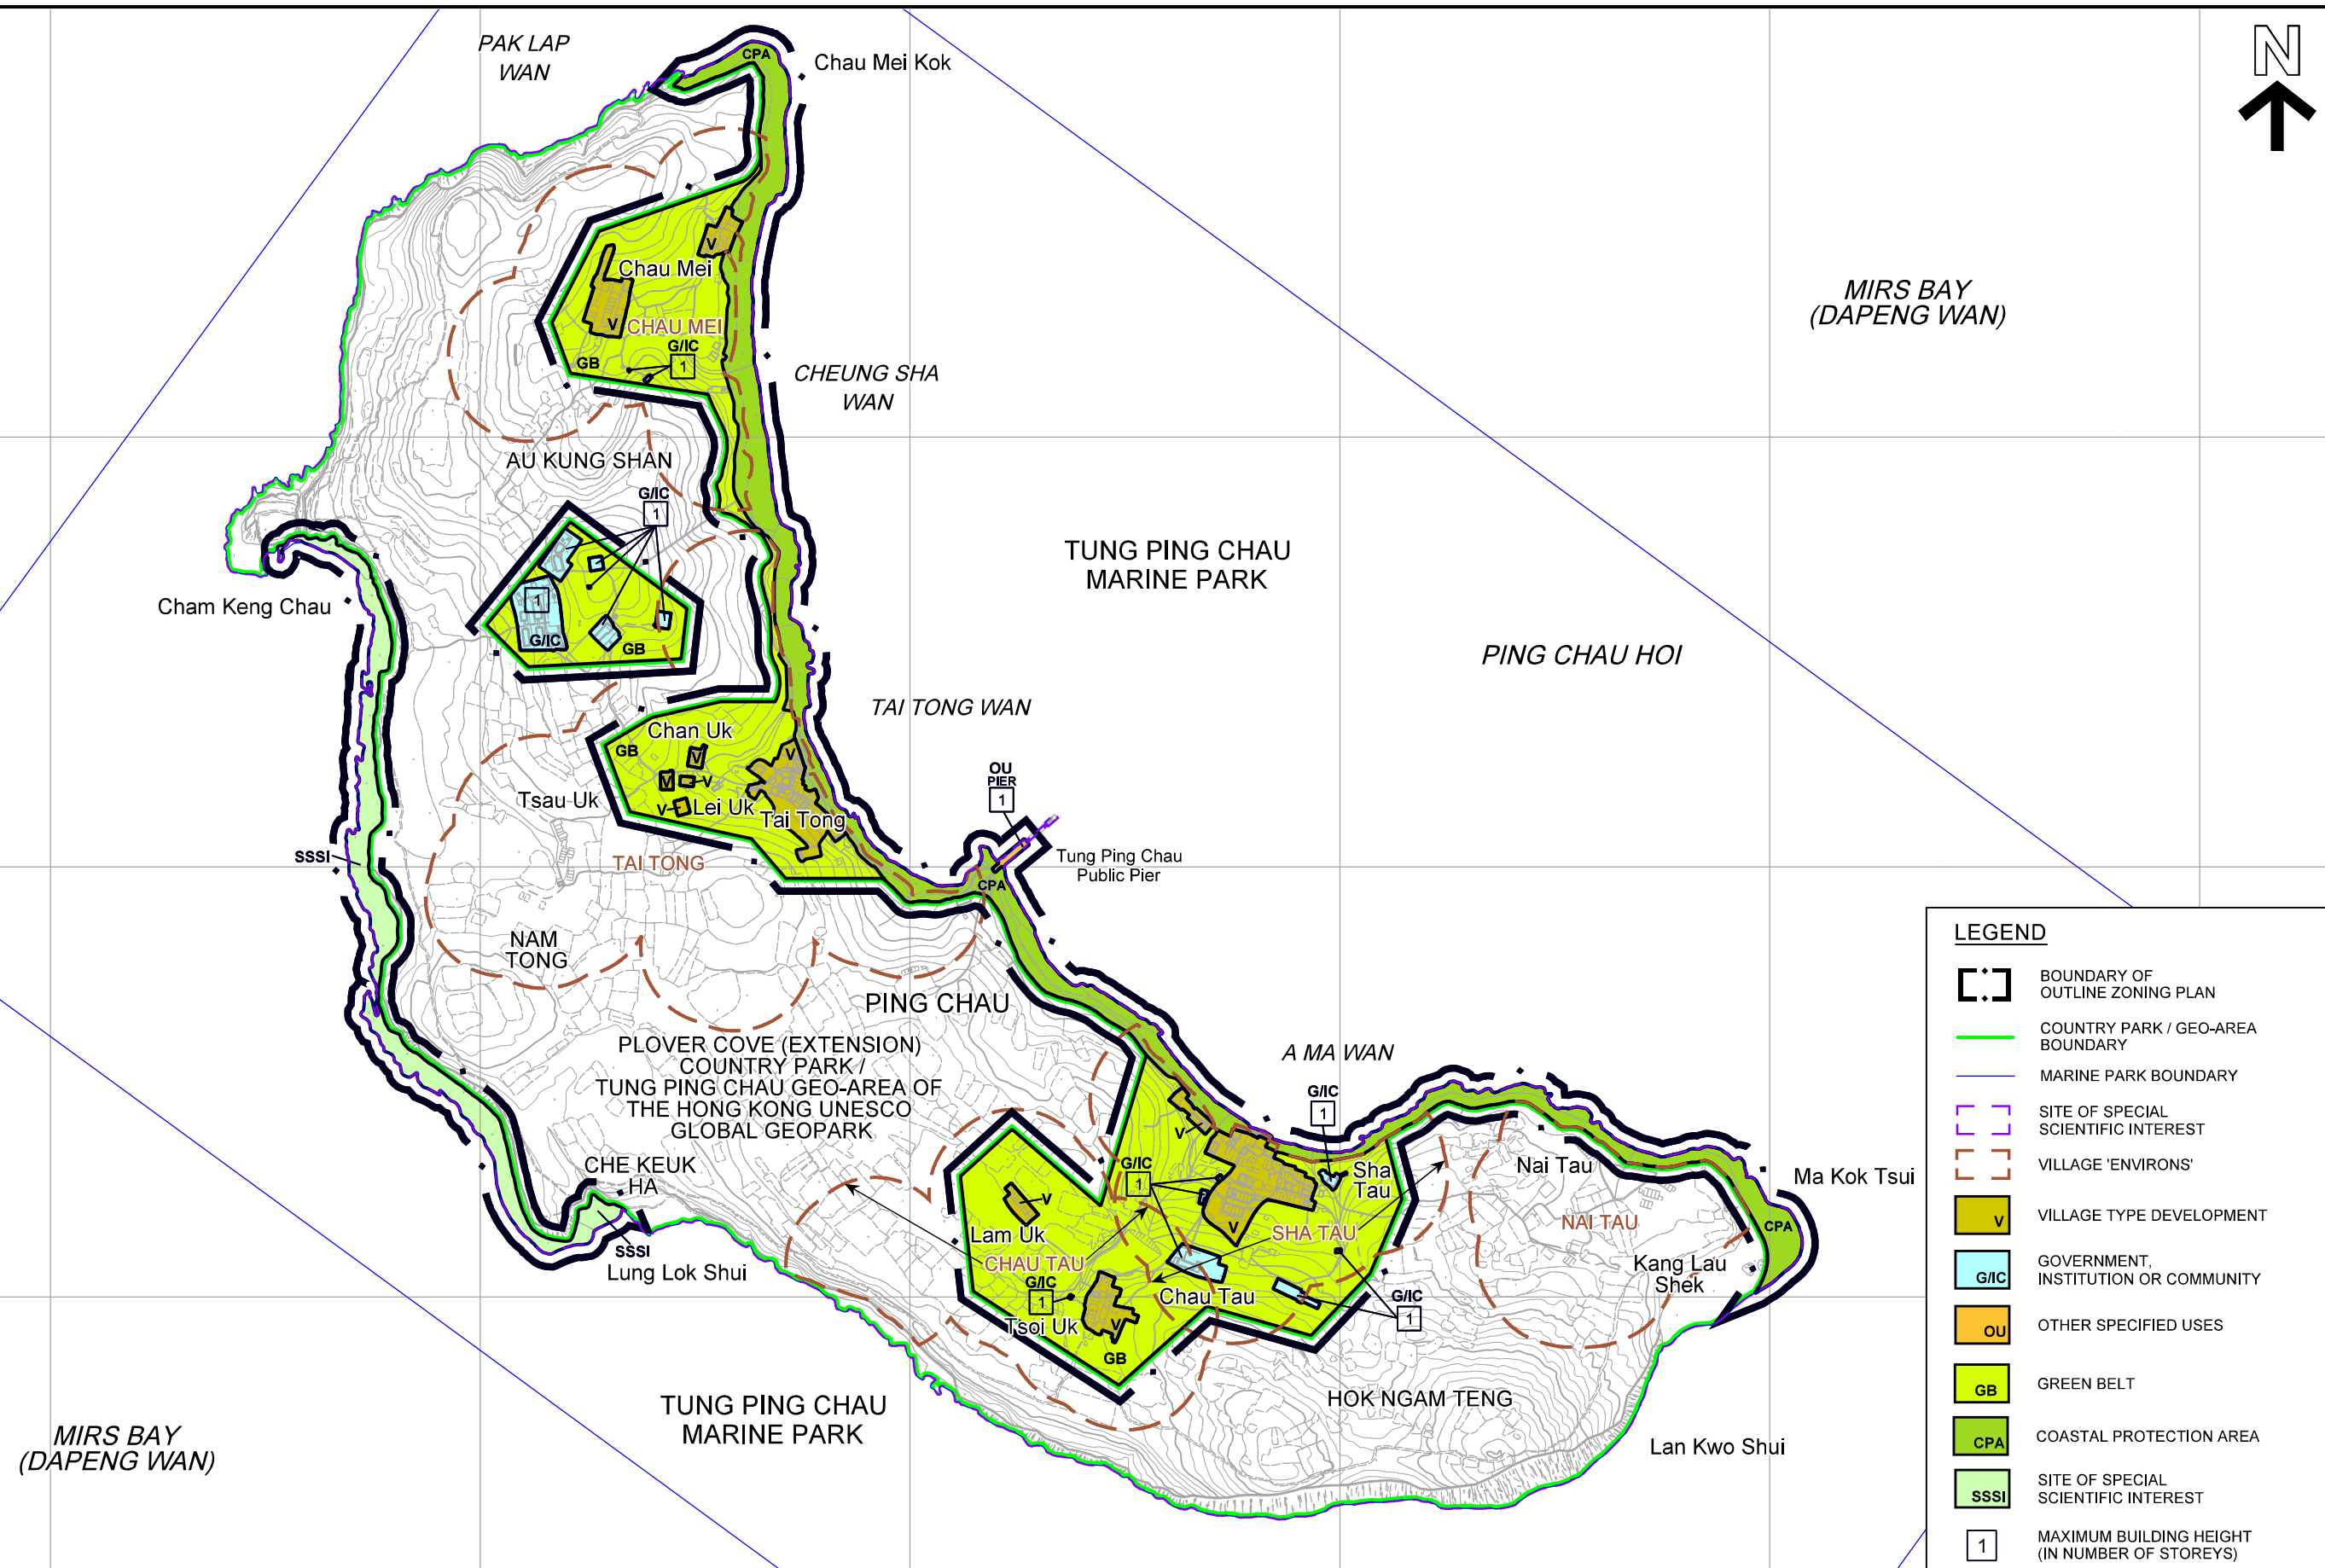 PAK LAP
WAN
CPA
Chau Mei Kok
N
V
Chau Mei
V
CHAU MEI
G/IC
1
GB
MIRS BAY
(DAPENG WAN)
CHEUNG SHA
WAN
AU KUNG SHAN
G/IC
1
TUNG PING CHAU
MARINE PARK
Cham Keng Chau
1
G/IC
GB
PING CHAU HOI
TAI TONG WAN
Chan Uk
GB
V
V
V
V
V
Tsau Uk
Lei Uk
Tai Tong
OU
PIER
1
SSSI
TAI TONG
Tung Ping Chau
Public Pier
CPA
NAM
TONG
PING CHAU
PLOVER COVE (EXTENSION)
COUNTRY PARK /
TUNG PING CHAU GEO-AREA OF
THE HONG KONG UNESCO
GLOBAL GEOPARK
A MA WAN
G/IC
1
V
CHE KEUK
HA
G/IC
1
Sha
Tau
Nai Tau
Ma Kok Tsui
V
Lam Uk
V
SHA TAU
NAI TAU
CPA
SSSI
Lung Lok Shui
CHAU TAU
G/IC
1
Chau Tau
Kang Lau
Shek
G/IC
1
Tsoi Uk
V
GB
HOK NGAM TENG
TUNG PING CHAU
MARINE PARK
MIRS BAY
(DAPENG WAN)
Lan Kwo Shui
LEGEND
BOUNDARY OF
OUTLINE ZONING PLAN
COUNTRY PARK / GEO-AREA
BOUNDARY
MARINE PARK BOUNDARY
SITE OF SPECIAL
SCIENTIFIC INTEREST
VILLAGE 'ENVIRONS'
V
VILLAGE TYPE DEVELOPMENT
G/IC
GOVERNMENT,
INSTITUTION OR COMMUNITY
OU
OTHER SPECIFIED USES
GB
GREEN BELT
CPA
COASTAL PROTECTION AREA
SSSI
SITE OF SPECIAL
SCIENTIFIC INTEREST
1
MAXIMUM BUILDING HEIGHT
(IN NUMBER OF STOREYS)